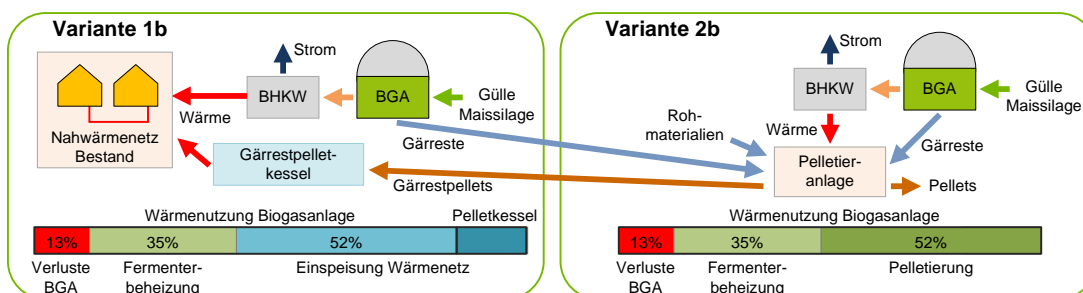 Variante 1b
Strom
BHKW
BGA
Gülle
Maissilage
Wärme
Nahwärmenetz
Bestand
Gärreste
Gärrestpellet-
kessel
Gärrestpellets
Wärmenutzung Biogasanlage
Pelletkessel
13%
35%
52%
Verluste
BGA
Fermenter-
beheizung
Einspeisung Wärmenetz
Variante 2b
Strom
BHKW
BGA
Gülle
Maissilage
Roh-
materialien
Wärme
Gärreste
Pelletier-
anlage
Pellets
Wärmenutzung Biogasanlage
13%
35%
52%
Verluste
BGA
Fermenter-
beheizung
Pelletierung